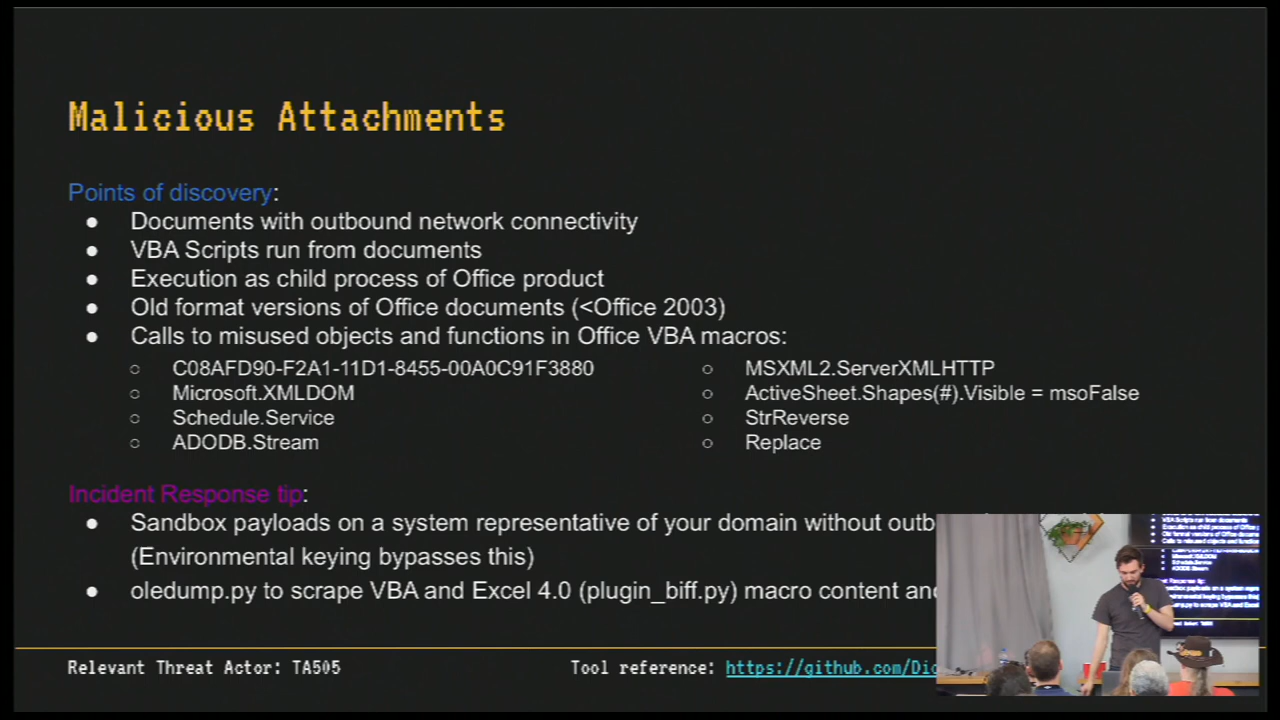 Malicious Attachments
Points of discovery:
● Documents with outbound network connectivity
● VBA Scripts run from documents
● Execution as child process of Office product
● Old format versions of Office documents (<Office 2003)
● Calls to misused objects and functions in Office VBA macros:
○ C08AFD90-F2A1-11D1-8455-00A0C91F3880
○ Microsoft.XMLDOM
○ Schedule.Service
○ ADODB.Stream
○ MSXML2.ServerXMLHTTP
○ ActiveSheet.Shapes(#).Visible = msoFalse
○ StrReverse
○ Replace
Incident Response tip:
● Sandbox payloads on a system representative of your domain without
(Environmental keying bypasses this)
● oledump.py to scrape VBA and Excel 4.0 (plugin_biff.py) macro content
Relevant Threat Actor: TA505
Tool reference: https://github.com/